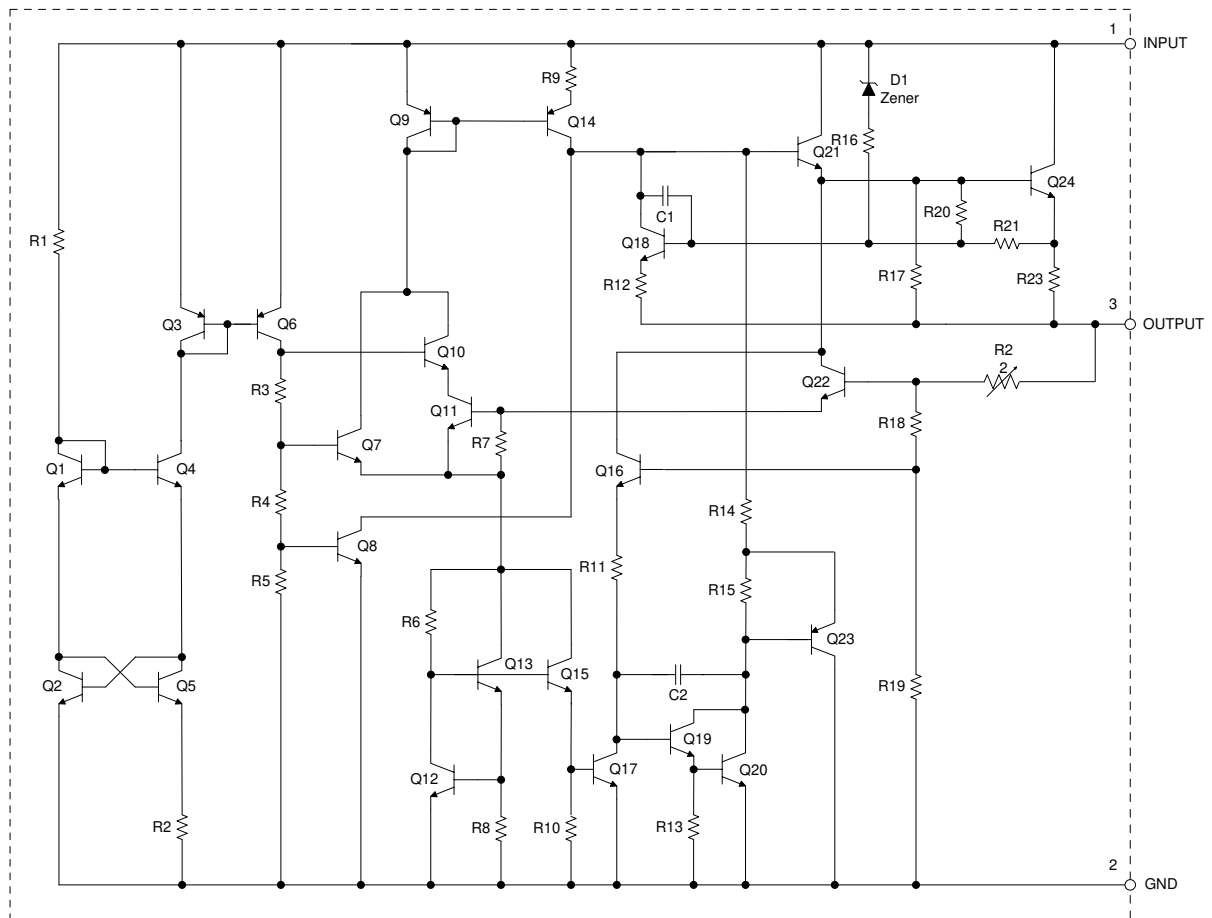 1
INPUT
R9
D1
Zener
Q9
Q14
R16
Q21
Q24
C1
R20
R21
R1
Q18
R12
R17
R23
3
OUTPUT
Q3
Q6
Q10
R2
2
Q22
R3
Q11
R18
Q7
R7
Q1
Q4
Q16
R4
R14
Q8
R11
R5
R15
R6
Q23
Q13
Q15
Q2
Q5
C2
R19
Q19
Q12
Q17
Q20
R2
R8
R10
R13
2
GND